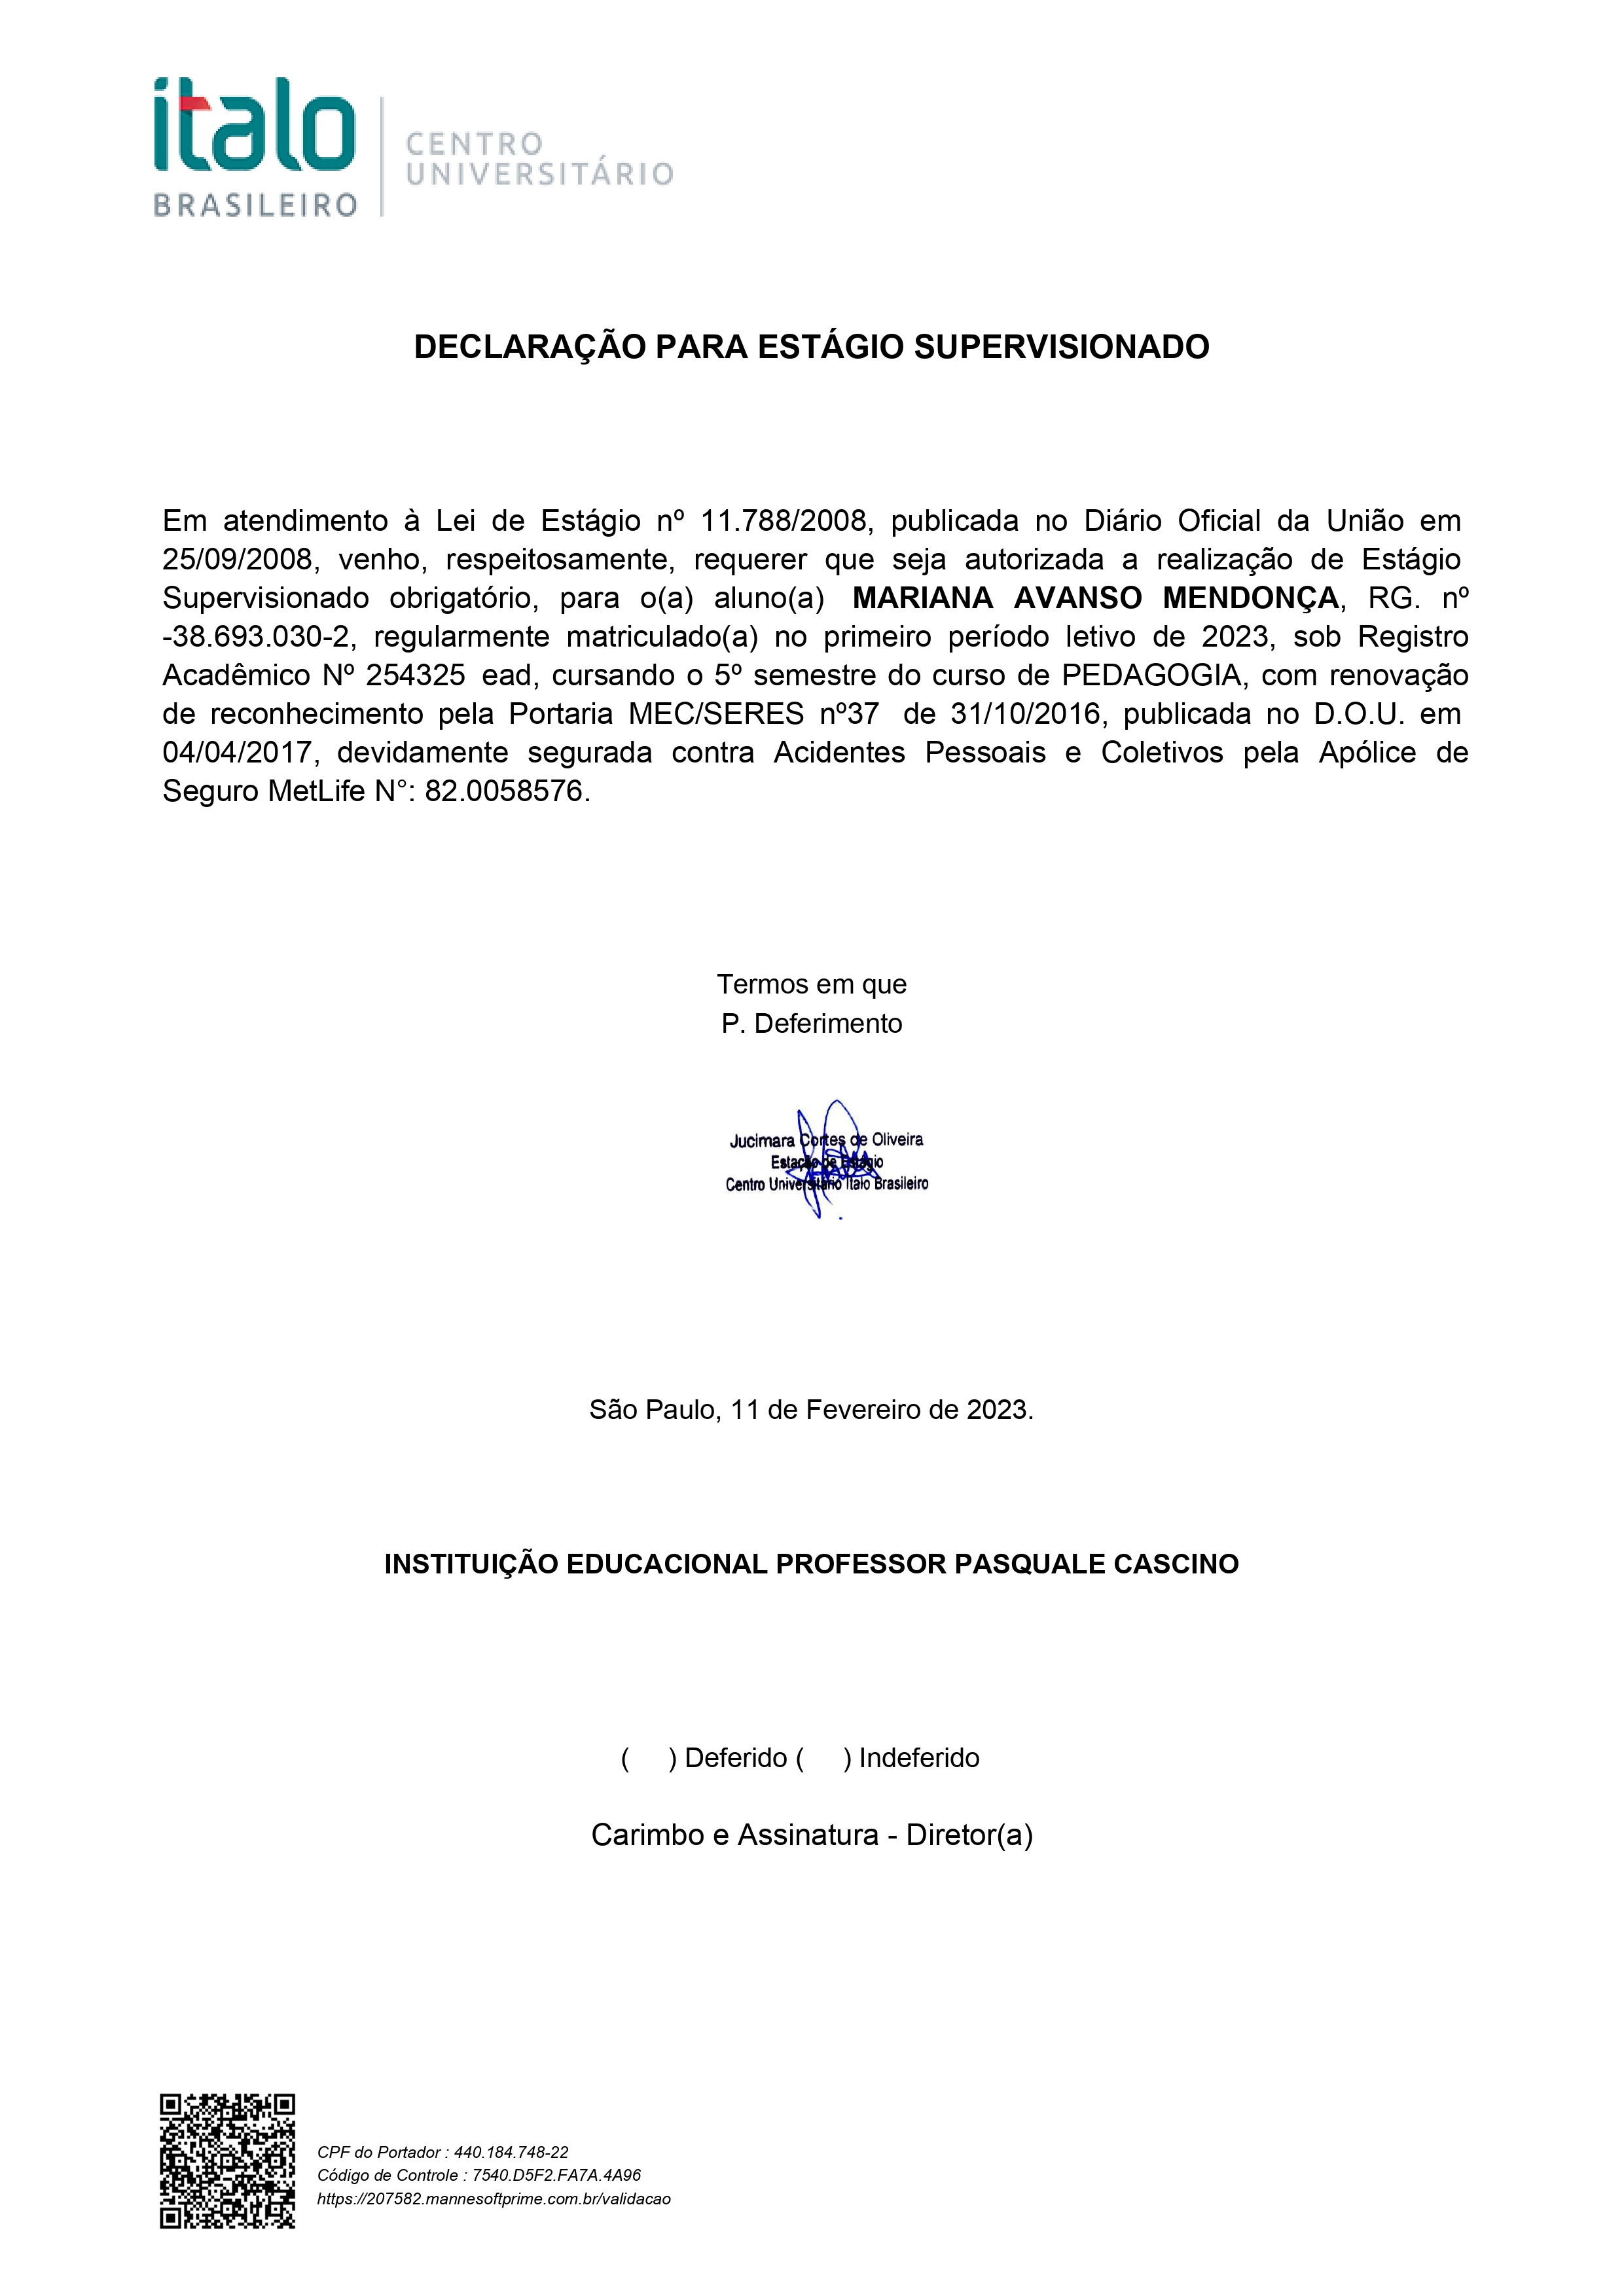 ítalo
BRASILEIRO
CENTRO
UNIVERSITÁRIO
DECLARAÇÃO PARA ESTÁGIO SUPERVISIONADO
Em atendimento à Lei de Estágio nº 11.788/2008, publicada no Diário Oficial da União em
25/09/2008, venho, respeitosamente, requerer que seja autorizada a realização de Estágio
Supervisionado obrigatório, para o(a) aluno(a) MARIANA AVANSO MENDONÇA, RG. nº
-38.693.030-2, regularmente matriculado(a) no primeiro período letivo de 2023, sob Registro
Acadêmico Nº 254325 ead, cursando o 5º semestre do curso de PEDAGOGIA, com renovação
de reconhecimento pela Portaria MEC/SERES nº37 de 31/10/2016, publicada no D.O.U. em
04/04/2017, devidamente segurada contra Acidentes Pessoais e Coletivos pela Apólice de
Seguro MetLife N°: 82.0058576.
Termos em que
P. Deferimento
Jucimara Cortes de Oliveira
Estação de Estágio
Centro Universitário Italo Brasileiro
São Paulo, 11 de Fevereiro de 2023.
INSTITUIÇÃO EDUCACIONAL PROFESSOR PASQUALE CASCINO
( ) Deferido ( ) Indeferido
Carimbo e Assinatura - Diretor(a)
CPF do Portador : 440.184.748-22
Código de Controle : 7540.D5F2.FA7A.4A96
https://207582.mannesoftprime.com.br/validacao